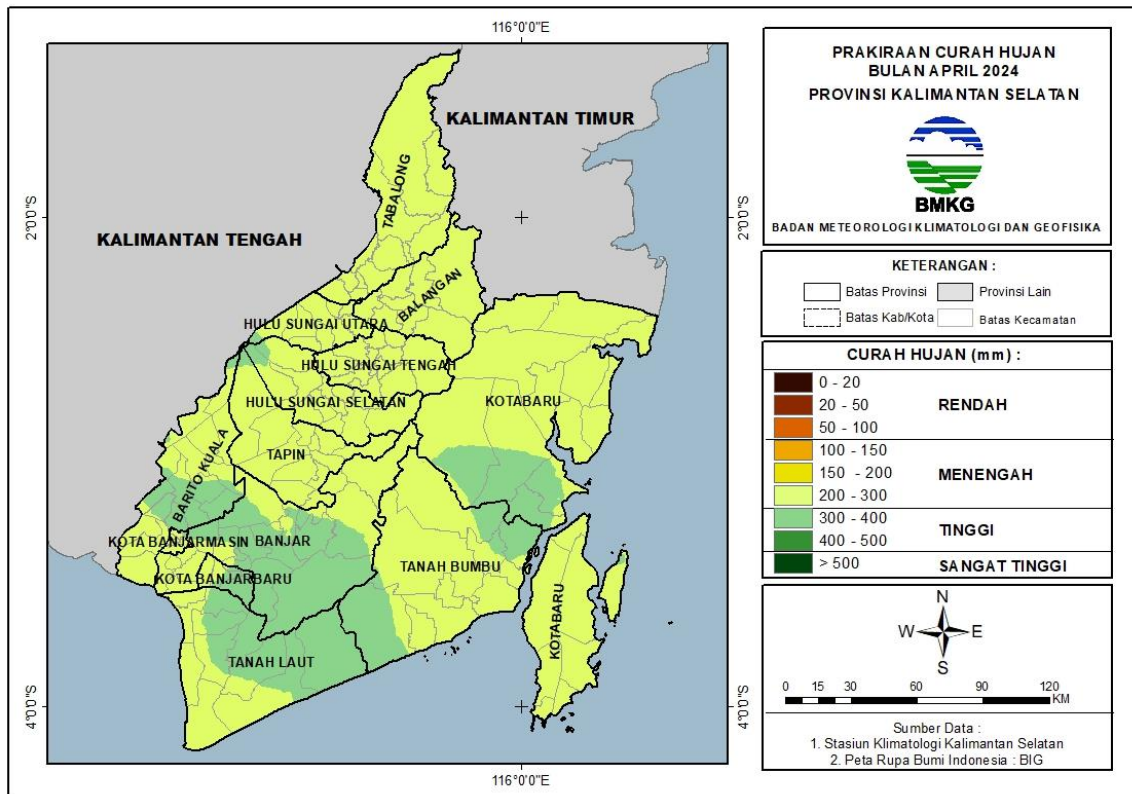 116°0'0"E
KALIMANTAN TIMUR
KALIMANTAN TENGAH
2°0'0"S
2°0'0"S
TABALONG
BALANGAN
HULU SUNGAI UTARA
HULU SUNGAI TENGAH
HULU SUNGAI SELATAN
KOTABARU
TAPIN
BARITO KUALA
KOTA BANJARMASIN
BANJAR
KOTA BANJARBARU
TANAH BUMBU
KOTABARU
TANAH LAUT
4°0'0"S
4°0'0"S
116°0'0"E
PRAKIRAAN CURAH HUJAN
BULAN APRIL 2024
PROVINSI KALIMANTAN SELATAN
BMKG
BADAN METEOROLOGI KLIMATOLOGI DAN GEOFISIKA
KETERANGAN :
Batas Provinsi
Provinsi Lain
Batas Kab/Kota
Batas Kecamatan
CURAH HUJAN (mm) :
0 - 20
20 - 50
RENDAH
50 - 100
100 - 150
150 - 200
MENENGAH
200 - 300
300 - 400
TINGGI
400 - 500
> 500
SANGAT TINGGI
N
W
E
S
0 15 30 60 90 120
KM
Sumber Data :
1. Stasiun Klimatologi Kalimantan Selatan
2. Peta Rupa Bumi Indonesia : BIG